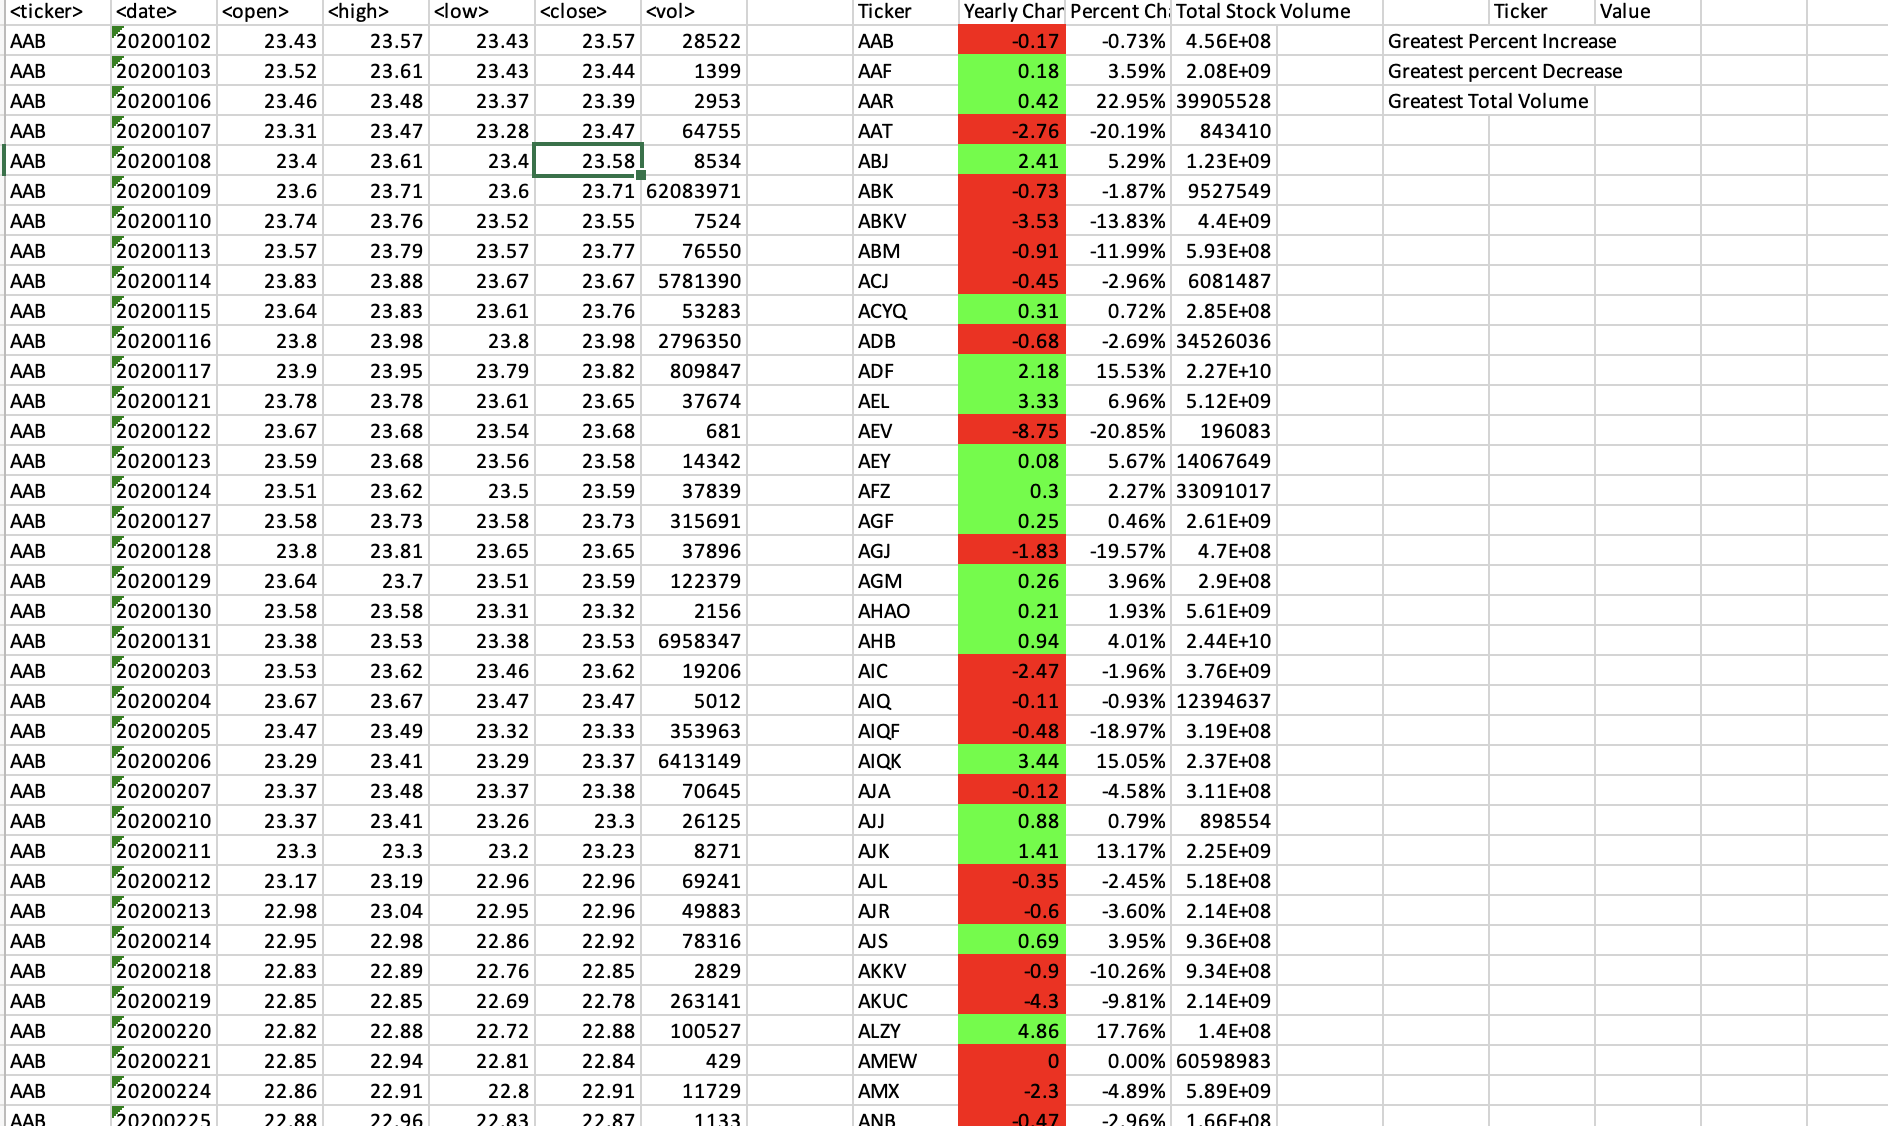 <ticker> <date> <open> <high> <low> <close> <vol> Ticker Yearly Char Percent Ch Total Stock Volume Ticker Value
AAB 20200102 23.43 23.57 23.43 23.57 28522 AAB -0.17 -0.73% 4.56E+08 Greatest Percent Increase
AAB 20200103 23.52 23.61 23.43 23.44 1399 AAF 0.18 3.59% 2.08E+09 Greatest percent Decrease
AAB 20200106 23.46 23.48 23.37 23.39 2953 AAR 0.42 22.95% 39905528 Greatest Total Volume
AAB 20200107 23.31 23.47 23.28 23.47 64755 AAT -2.76 -20.19% 843410
AAB 20200108 23.4 23.61 23.4 23.58 8534 ABJ 2.41 5.29% 1.23E+09
AAB 20200109 23.6 23.71 23.6 23.71 62083971 ABK -0.73 -1.87% 9527549
AAB 20200110 23.74 23.76 23.52 23.55 7524 ABKV -3.53 -13.83% 4.4E+09
AAB 20200113 23.57 23.79 23.57 23.77 76550 ABM -0.91 -11.99% 5.93E+08
AAB 20200114 23.83 23.88 23.67 23.67 5781390 ACJ -0.45 -2.96% 6081487
AAB 20200115 23.64 23.83 23.61 23.76 53283 ACYQ 0.31 0.72% 2.85E+08
AAB 20200116 23.8 23.98 23.8 23.98 2796350 ADB -0.68 -2.69% 34526036
AAB 20200117 23.9 23.95 23.79 23.82 809847 ADF 2.18 15.53% 2.27E+10
AAB 20200121 23.78 23.78 23.61 23.65 37674 AEL 3.33 6.96% 5.12E+09
AAB 20200122 23.67 23.68 23.54 23.68 681 AEV -8.75 -20.85% 196083
AAB 20200123 23.59 23.68 23.56 23.58 14342 AEY 0.08 5.67% 14067649
AAB 20200124 23.51 23.62 23.5 23.59 37839 AFZ 0.3 2.27% 33091017
AAB 20200127 23.58 23.73 23.58 23.73 315691 AGF 0.25 0.46% 2.61E+09
AAB 20200128 23.8 23.81 23.65 23.65 37896 AGJ -1.83 -19.57% 4.7E+08
AAB 20200129 23.64 23.7 23.51 23.59 122379 AGM 0.26 3.96% 2.9E+08
AAB 20200130 23.58 23.58 23.31 23.32 2156 AHAO 0.21 1.93% 5.61E+09
AAB 20200131 23.38 23.53 23.38 23.53 6958347 AHB 0.94 4.01% 2.44E+10
AAB 20200203 23.53 23.62 23.46 23.62 19206 AIC -2.47 -1.96% 3.76E+09
AAB 20200204 23.67 23.67 23.47 23.47 5012 AIQ -0.11 -0.93% 12394637
AAB 20200205 23.47 23.49 23.32 23.33 353963 AIQF -0.48 -18.97% 3.19E+08
AAB 20200206 23.29 23.41 23.29 23.37 6413149 AIQK 3.44 15.05% 2.37E+08
AAB 20200207 23.37 23.48 23.37 23.38 70645 AJA -0.12 -4.58% 3.11E+08
AAB 20200210 23.37 23.41 23.26 23.3 26125 AJJ 0.88 0.79% 898554
AAB 20200211 23.3 23.3 23.2 23.23 8271 AJK 1.41 13.17% 2.25E+09
AAB 20200212 23.17 23.19 22.96 22.96 69241 AJL -0.35 -2.45% 5.18E+08
AAB 20200213 22.98 23.04 22.95 22.96 49883 AJR -0.6 -3.60% 2.14E+08
AAB 20200214 22.95 22.98 22.86 22.92 78316 AJS 0.69 3.95% 9.36E+08
AAB 20200218 22.83 22.89 22.76 22.85 2829 AKKV -0.9 -10.26% 9.34E+08
AAB 20200219 22.85 22.85 22.69 22.78 263141 AKUC -4.3 -9.81% 2.14E+09
AAB 20200220 22.82 22.88 22.72 22.88 100527 ALZY 4.86 17.76% 1.4E+08
AAB 20200221 22.85 22.94 22.81 22.84 429 AMEW 0 0.00% 60598983
AAB 20200224 22.86 22.91 22.8 22.91 11729 AMX -2.3 -4.89% 5.89E+09
AAB 20200225 22.88 22.96 22.83 22.87 1133 ANB -0.47 -2.96% 1.66E+08